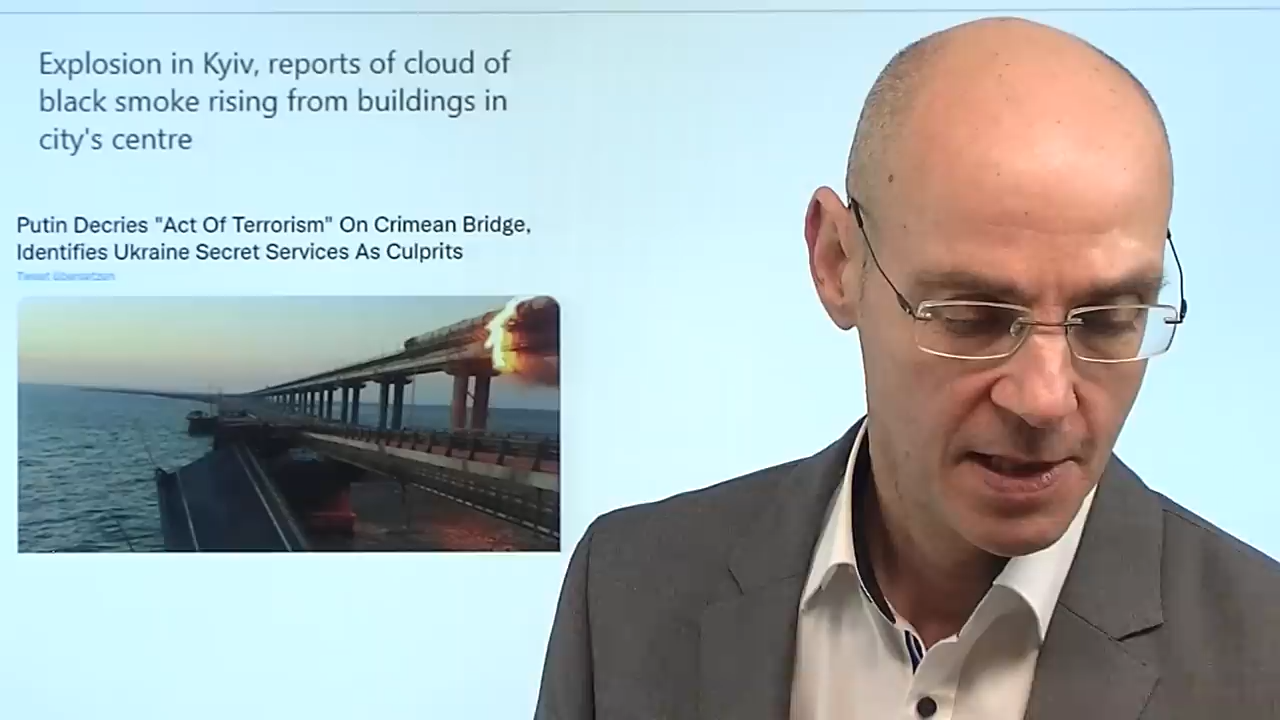 Explosion in Kyiv, reports of cloud of
black smoke rising from buildings in
city's centre
Putin Decries "Act Of Terrorism" On Crimean Bridge,
Identifies Ukraine Secret Services As Culprits
Tweet übersetzen